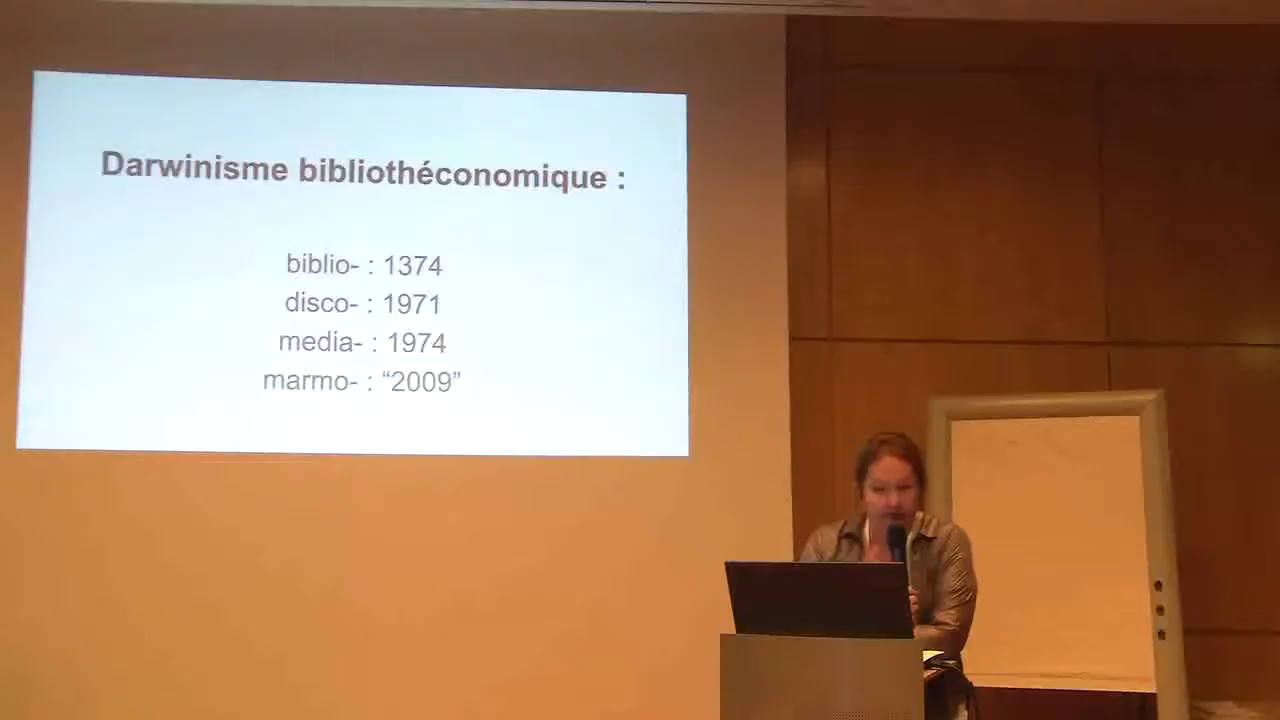 Darwinisme bibliothéconomique :
biblio- : 1374
disco- : 1971
media- : 1974
marmo- : “2009”